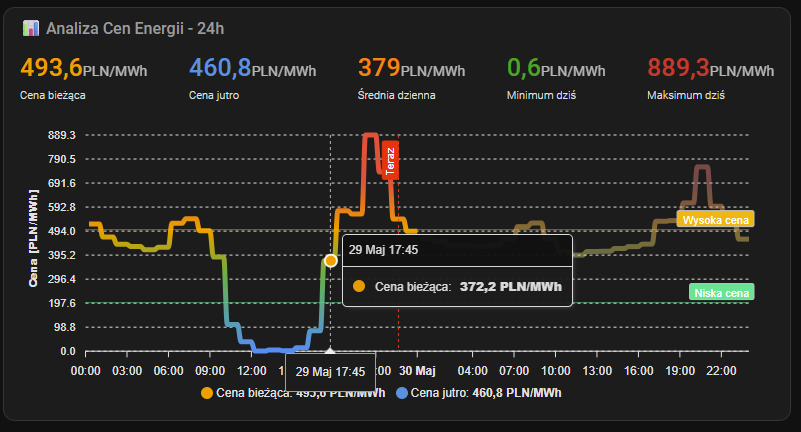 Analiza Cen Energii - 24h
493,6PLN/MWh 460,8PLN/MWh 379PLN/MWh 0,6PLN/MWh 889,3PLN/MWh
Cena bieżąca Cena jutro Średnia dzienna Minimum dziś Maksimum dziś
889.3
790.5
691.6
592.8
494.0
395.2
296.4
197.6
98.8
0.0
Cena [PLN/MWh]
Teraz
Wysoka cena
Niska cena
29 Maj 17:45
Cena bieżąca: 372,2 PLN/MWh
00:00 03:00 06:00 09:00 12:00 30 Maj 04:00 07:00 10:00 13:00 16:00 19:00 22:00
29 Maj 17:45
Cena bieżąca: 493,6 PLN/MWh Cena jutro: 460,8 PLN/MWh